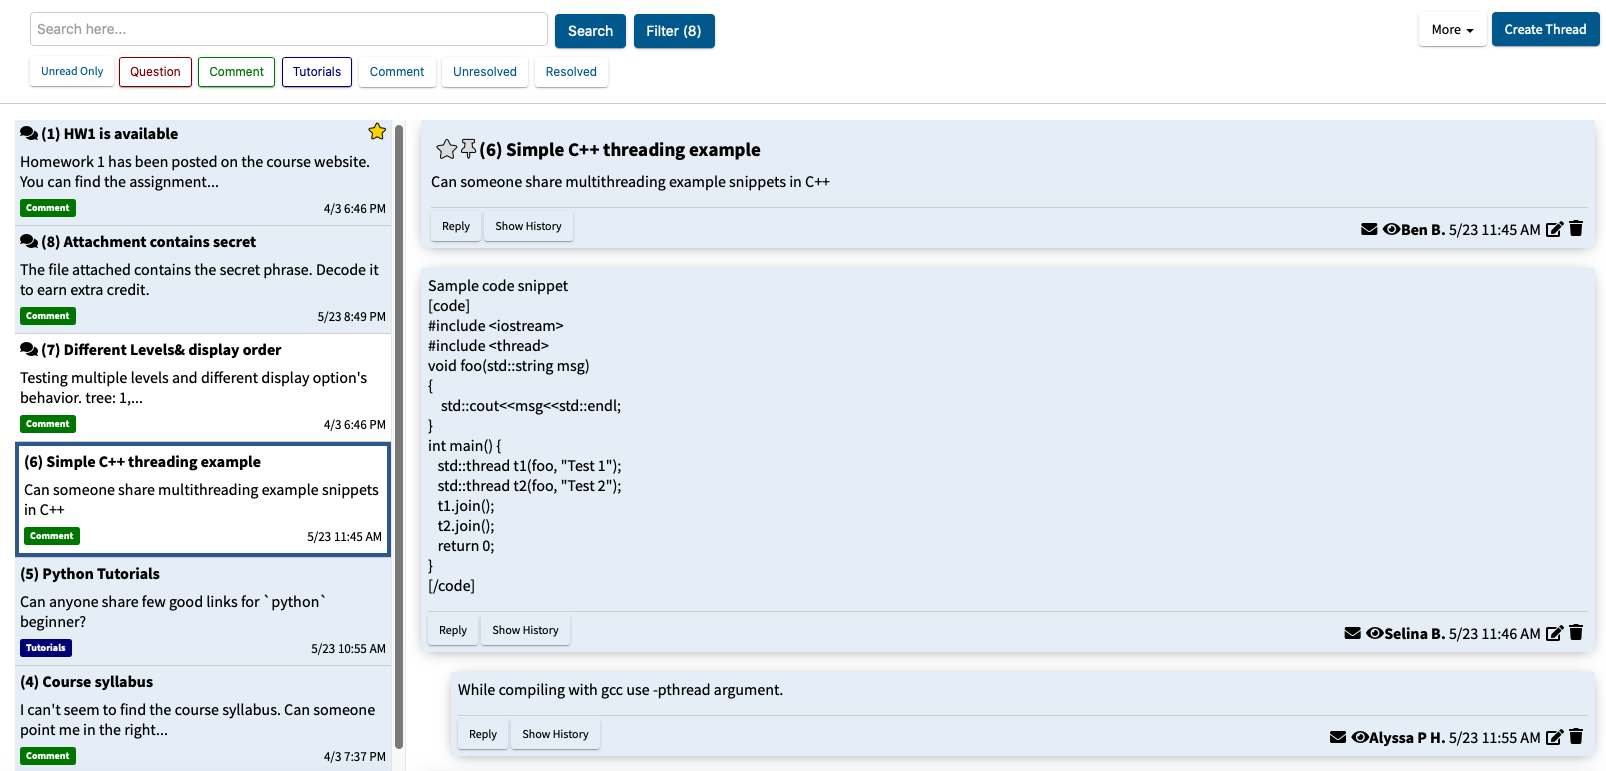 Search here...
Search
Filter (8)
More
Create Thread
Unread Only
Question
Comment
Tutorials
Comment
Unresolved
Resolved
(1) HW1 is available
Homework 1 has been posted on the course website.
You can find the assignment...
Comment
4/3 6:46 PM
(8) Attachment contains secret
The file attached contains the secret phrase. Decode it
to earn extra credit.
Comment
5/23 8:49 PM
(7) Different Levels& display order
Testing multiple levels and different display option's
behavior. tree: 1,...
Comment
4/3 6:46 PM
(6) Simple C++ threading example
Can someone share multithreading example snippets
in C++
Comment
5/23 11:45 AM
(5) Python Tutorials
Can anyone share few good links for `python`
beginner?
Tutorials
5/23 10:55 AM
(4) Course syllabus
I can't seem to find the course syllabus. Can someone
point me in the right...
Comment
4/3 7:37 PM
(6) Simple C++ threading example
Can someone share multithreading example snippets in C++
Reply
Show History
Ben B. 5/23 11:45 AM
Sample code snippet
[code]
#include <iostream>
#include <thread>
void foo(std::string msg)
{
std::cout<<msg<<std::endl;
}
int main() {
std::thread t1(foo, "Test 1");
std::thread t2(foo, "Test 2");
t1.join();
t2.join();
return 0;
}
[/code]
Reply
Show History
Selina B. 5/23 11:46 AM
While compiling with gcc use -pthread argument.
Reply
Show History
Alyssa P H. 5/23 11:55 AM